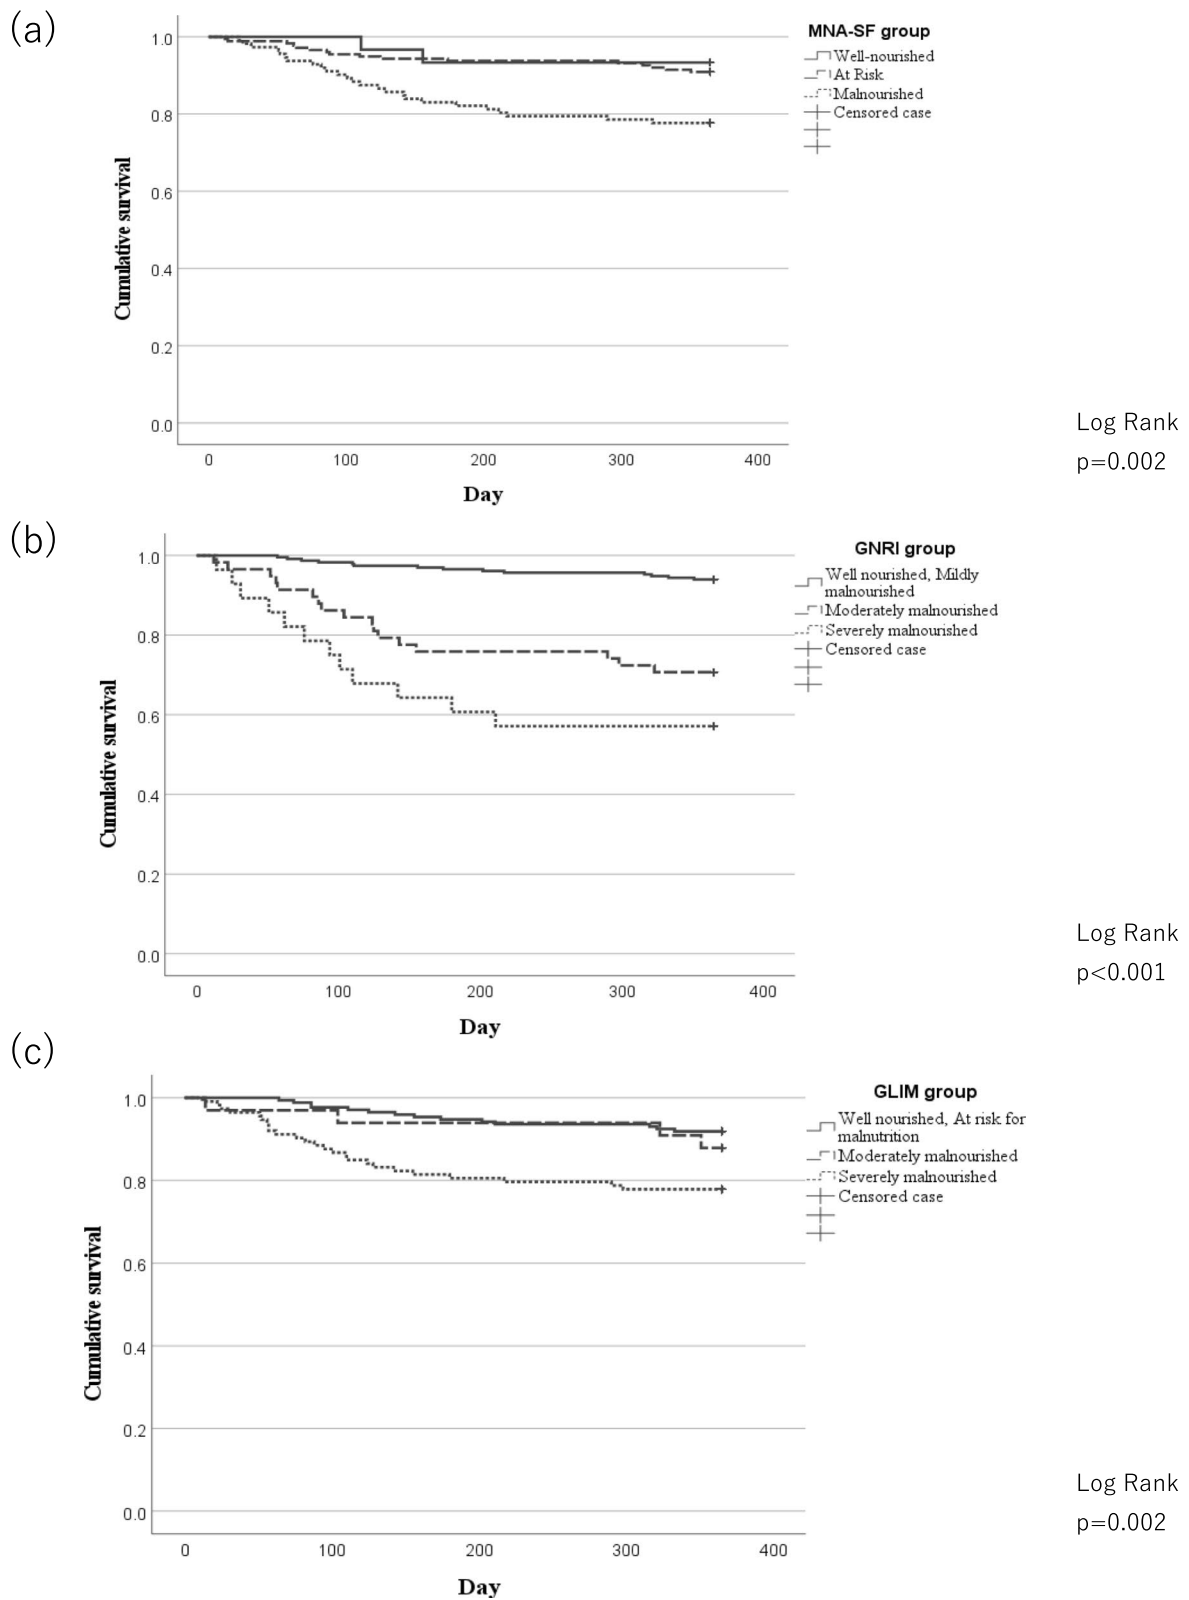 (a)
MNA-SF group
Well-nourished
At Risk
Malnourished
Censored case
1.0
0.8
0.6
0.4
0.2
0.0
Cumulative survival
0 100 200 300 400
Day
Log Rank
p=0.002
(b)
GNRI group
Well nourished, Mildly
malnourished
Moderately malnourished
Severely malnourished
Censored case
1.0
0.8
0.6
0.4
0.2
0.0
Cumulative survival
0 100 200 300 400
Day
Log Rank
p<0.001
(c)
GLIM group
Well nourished, At risk for
malnutrition
Moderately malnourished
Severely malnourished
Censored case
1.0
0.8
0.6
0.4
0.2
0.0
Cumulative survival
0 100 200 300 400
Day
Log Rank
p=0.002